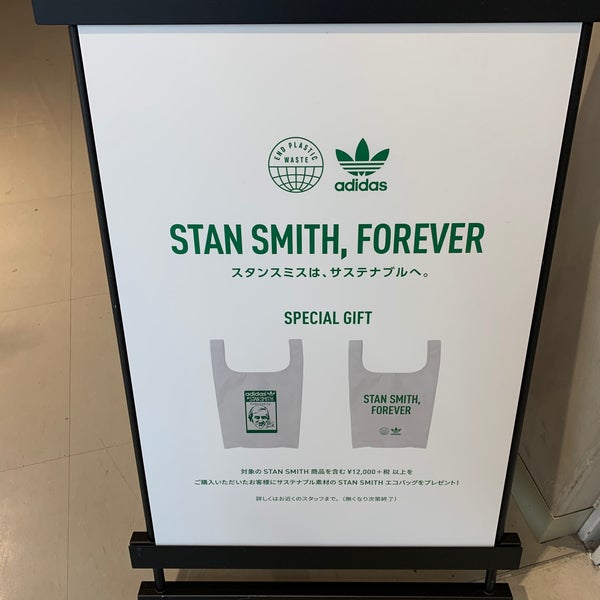 END PLASTIC
WASTE
adidas
STAN SMITH, FOREVER
スタンスミスは、サステナブルへ。
SPECIAL GIFT
adidas
STAN SMITH
STAN SMITH,
FOREVER
adidas
対象の STAN SMITH 商品を含む ¥12,000+税 以上を
ご購入いただいたお客様にサステナブル素材の STAN SMITH エコバッグをプレゼント!
詳しくはお近くのスタッフまで。(無くなり次第終了)